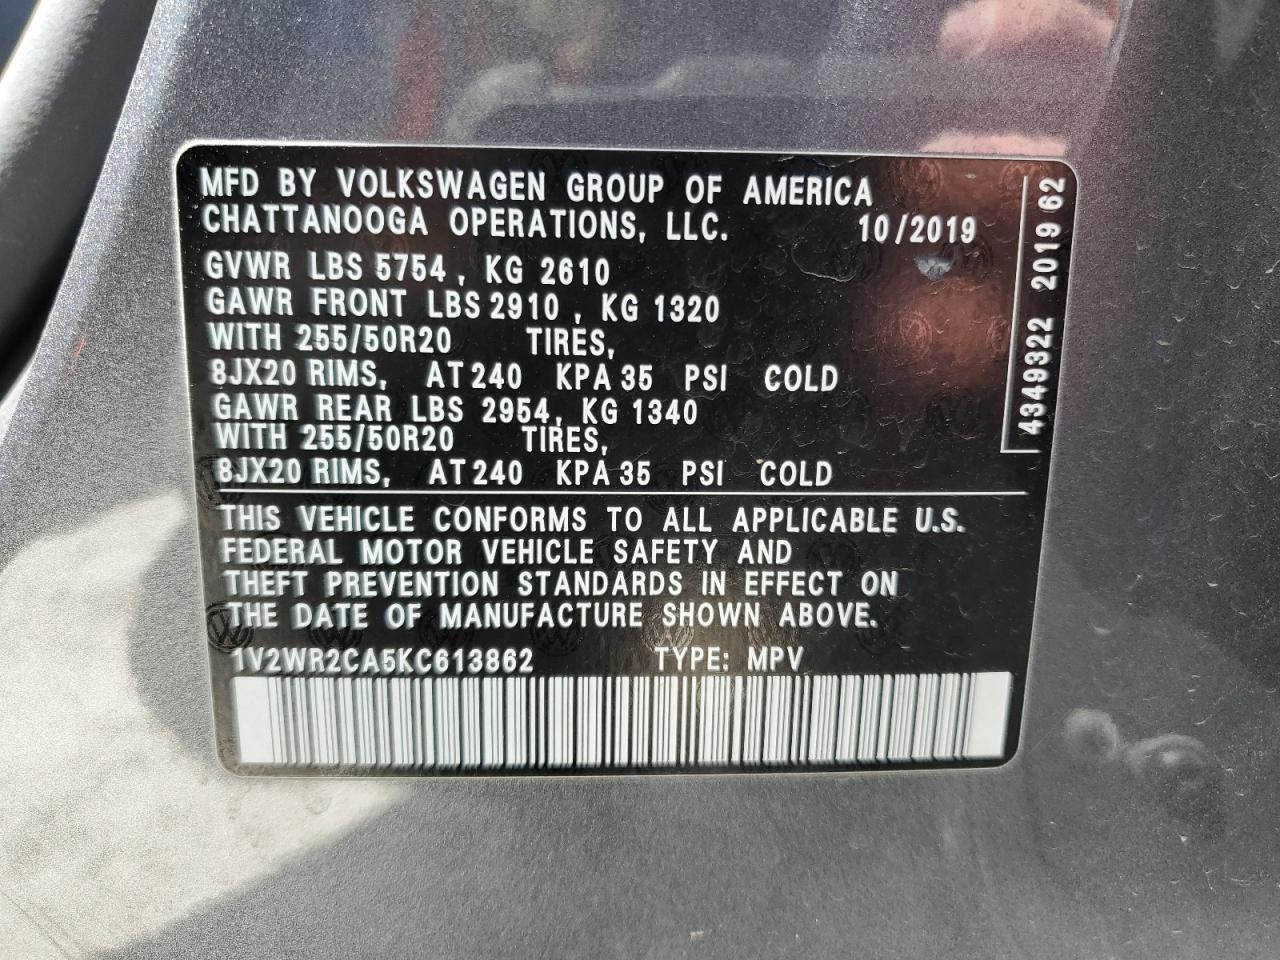 MFD BY VOLKSWAGEN GROUP OF AMERICA
CHATTANOOGA OPERATIONS, LLC. 10/2019
GVWR LBS 5754, KG 2610
GAWR FRONT LBS 2910, KG 1320
WITH 255/50R20 TIRES,
8JX20 RIMS, AT 240 KPA 35 PSI COLD
GAWR REAR LBS 2954, KG 1340
WITH 255/50R20 TIRES,
8JX20 RIMS, AT 240 KPA 35 PSI COLD
THIS VEHICLE CONFORMS TO ALL APPLICABLE U.S.
FEDERAL MOTOR VEHICLE SAFETY AND
THEFT PREVENTION STANDARDS IN EFFECT ON
THE DATE OF MANUFACTURE SHOWN ABOVE.
1V2WR2CA5KC613862 TYPE: MPV
4349322 2019 62